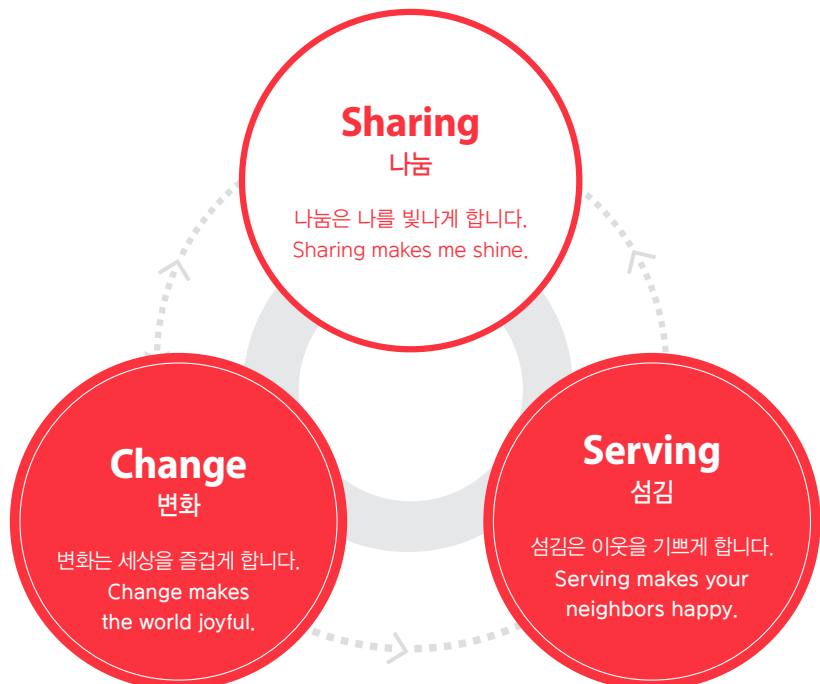 Sharing
나눔
나눔은 나를 빛나게 합니다.
Sharing makes me shine.
Change
변화
변화는 세상을 즐겁게 합니다.
Change makes
the world joyful.
Serving
섬김
섬김은 이웃을 기쁘게 합니다.
Serving makes your
neighbors happy.